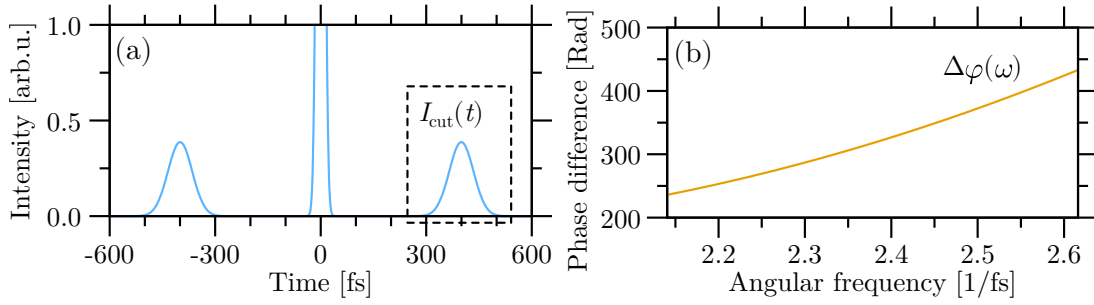 (a)
I_cut(t)
Intensity [arb.u.]
1.0
0.5
0.0
-600 -300 0 300 600
Time [fs]
(b)
Δφ(ω)
Phase difference [Rad]
500
400
300
200
2.2 2.3 2.4 2.5 2.6
Angular frequency [1/fs]